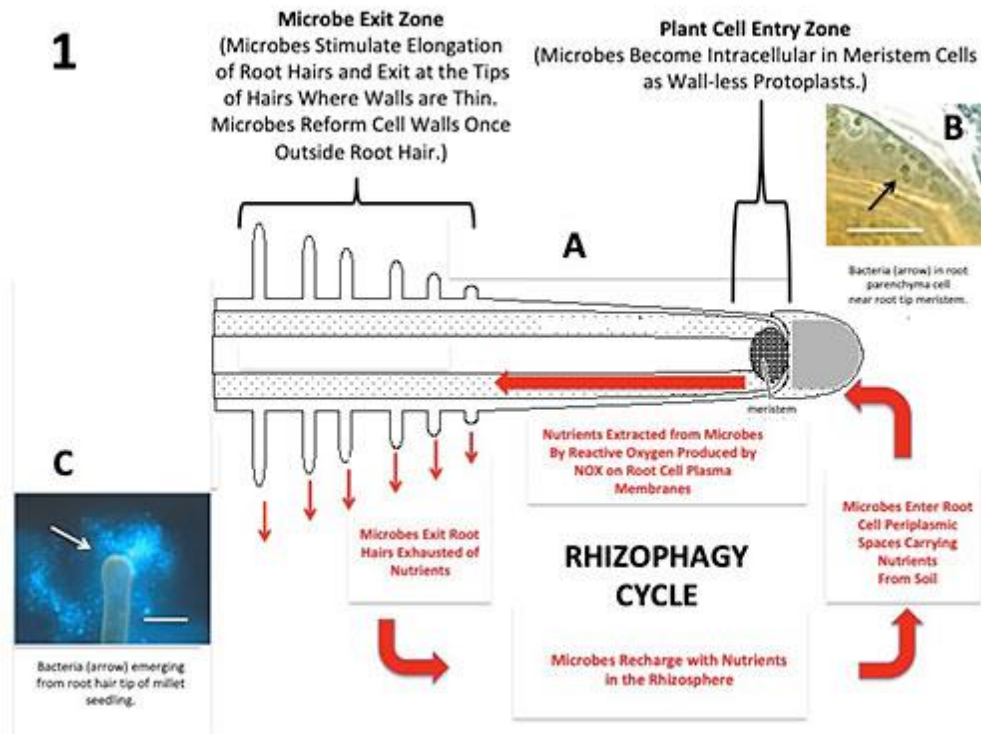 1
Microbe Exit Zone
(Microbes Stimulate Elongation
of Root Hairs and Exit at the Tips
of Hairs Where Walls are Thin.
Microbes Reform Cell Walls Once
Outside Root Hair.)
Plant Cell Entry Zone
(Microbes Become Intracellular in Meristem Cells
as Wall-less Protoplasts.)
B
Bacteria (arrow) in root
parenchyma cell
near root tip meristem.
A
meristem
Nutrients Extracted from Microbes
By Reactive Oxygen Produced by
NOX on Root Cell Plasma
Membranes
C
Bacteria (arrow) emerging
from root hair tip of millet
seedling.
Microbes Exit Root
Hairs Exhausted of
Nutrients
RHIZOPHAGY
CYCLE
Microbes Enter Root
Cell Periplasmic
Spaces Carrying
Nutrients
From Soil
Microbes Recharge with Nutrients
in the Rhizosphere